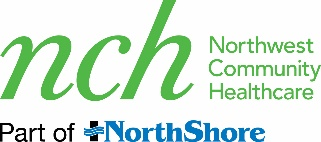 nch
Northwest
Community
Healthcare
Part of NorthShore